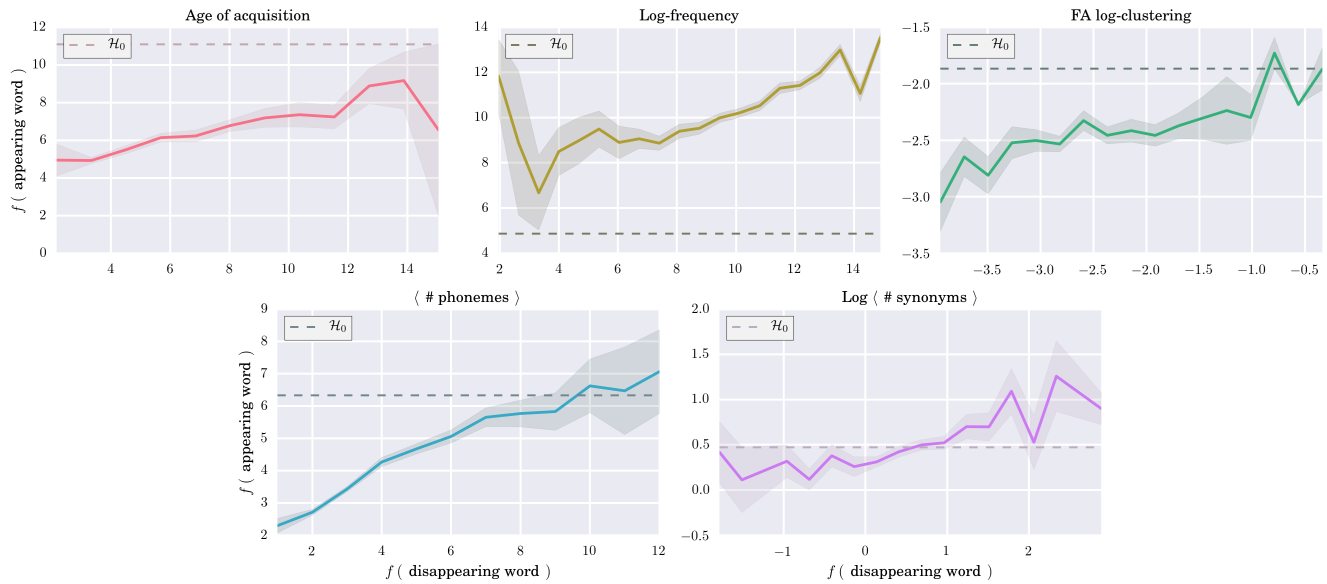 Age of acquisition
Log-frequency
FA log-clustering
f ( appearing word )
12
10
8
6
4
2
0
ℋ₀
4 6 8 10 12 14
14
12
10
8
6
4
ℋ₀
2 4 6 8 10 12 14
−1.5
−2.0
−2.5
−3.0
−3.5
ℋ₀
−3.5 −3.0 −2.5 −2.0 −1.5 −1.0 −0.5
⟨ # phonemes ⟩
f ( appearing word )
9
8
7
6
5
4
3
2
ℋ₀
2 4 6 8 10 12
f ( disappearing word )
Log ⟨ # synonyms ⟩
2.0
1.5
1.0
0.5
0.0
−0.5
ℋ₀
−1 0 1 2
f ( disappearing word )